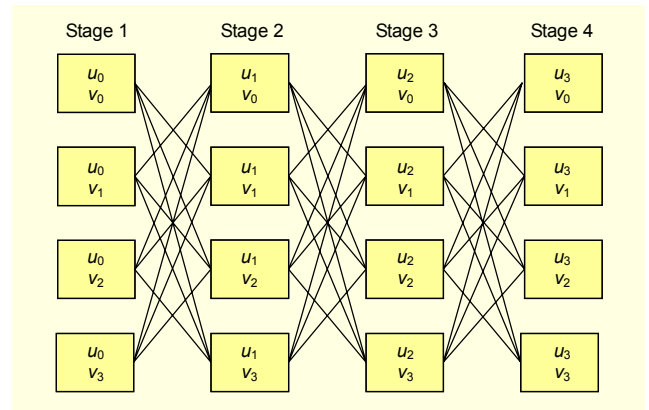 Stage 1 Stage 2 Stage 3 Stage 4
u₀ u₁ u₂ u₃
v₀ v₀ v₀ v₀
u₀ u₁ u₂ u₃
v₁ v₁ v₁ v₁
u₀ u₁ u₂ u₃
v₂ v₂ v₂ v₂
u₀ u₁ u₂ u₃
v₃ v₃ v₃ v₃